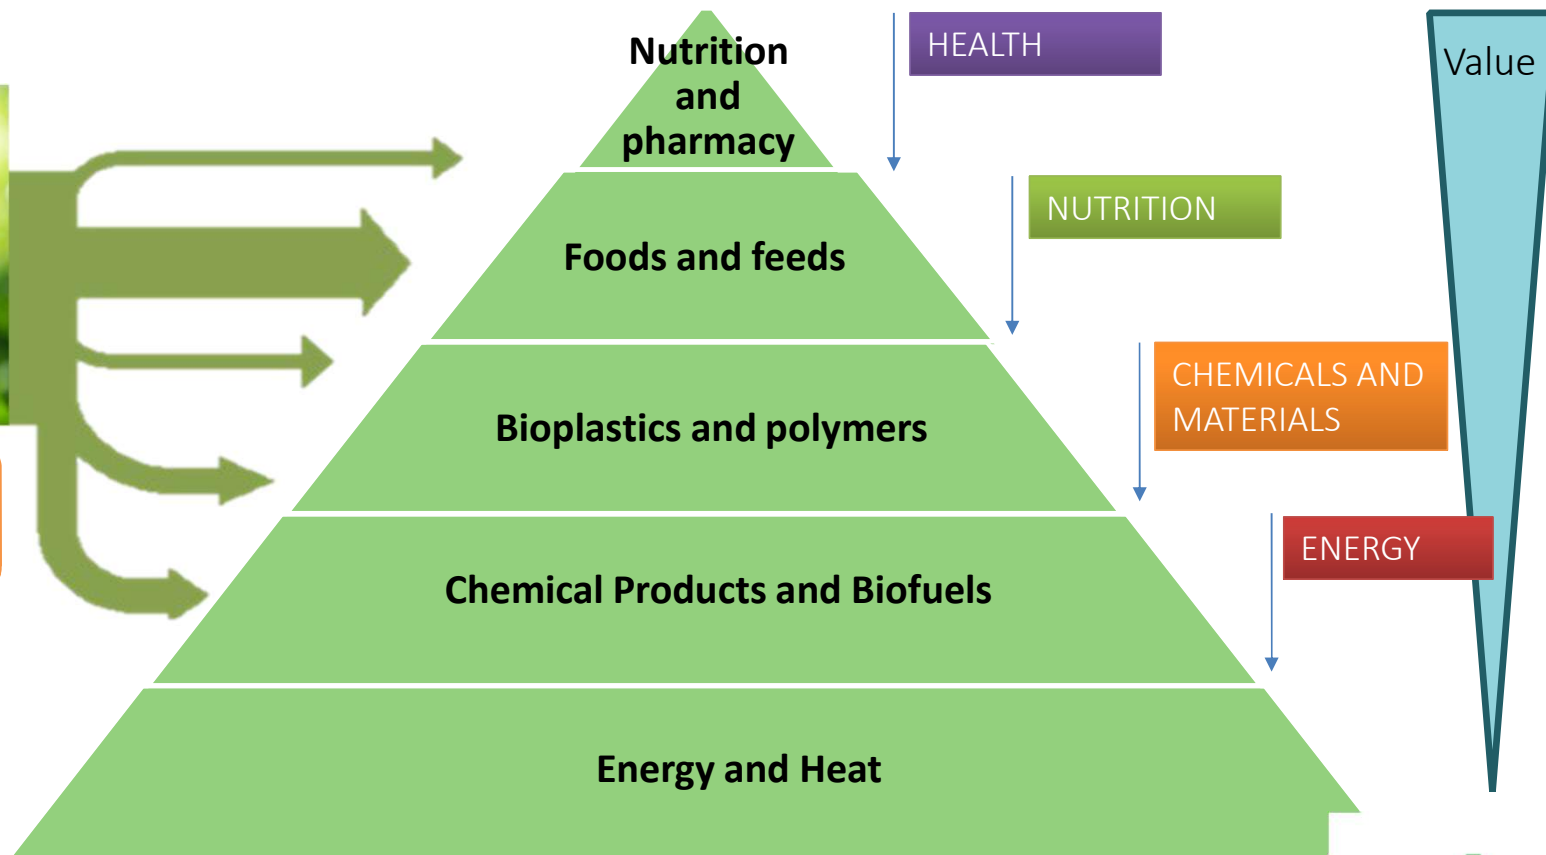 Nutrition
and
pharmacy
HEALTH
Value
NUTRITION
Foods and feeds
CHEMICALS AND
MATERIALS
Bioplastics and polymers
ENERGY
Chemical Products and Biofuels
Energy and Heat